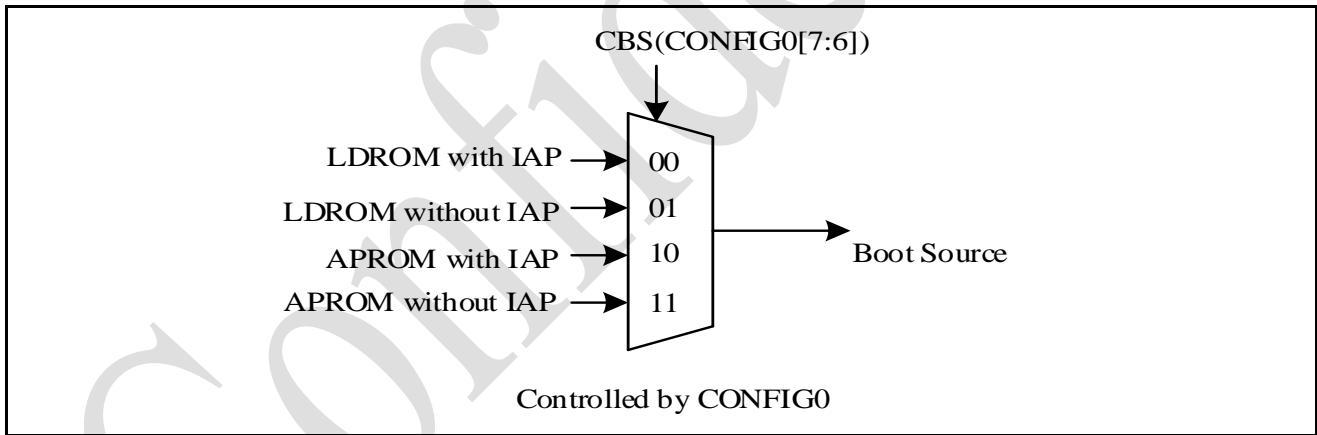 CBS(CONFIG0[7:6])
LDROM with IAP
00
LDROM without IAP
01
APROM with IAP
10
APROM without IAP
11
Boot Source
Controlled by CONFIG0